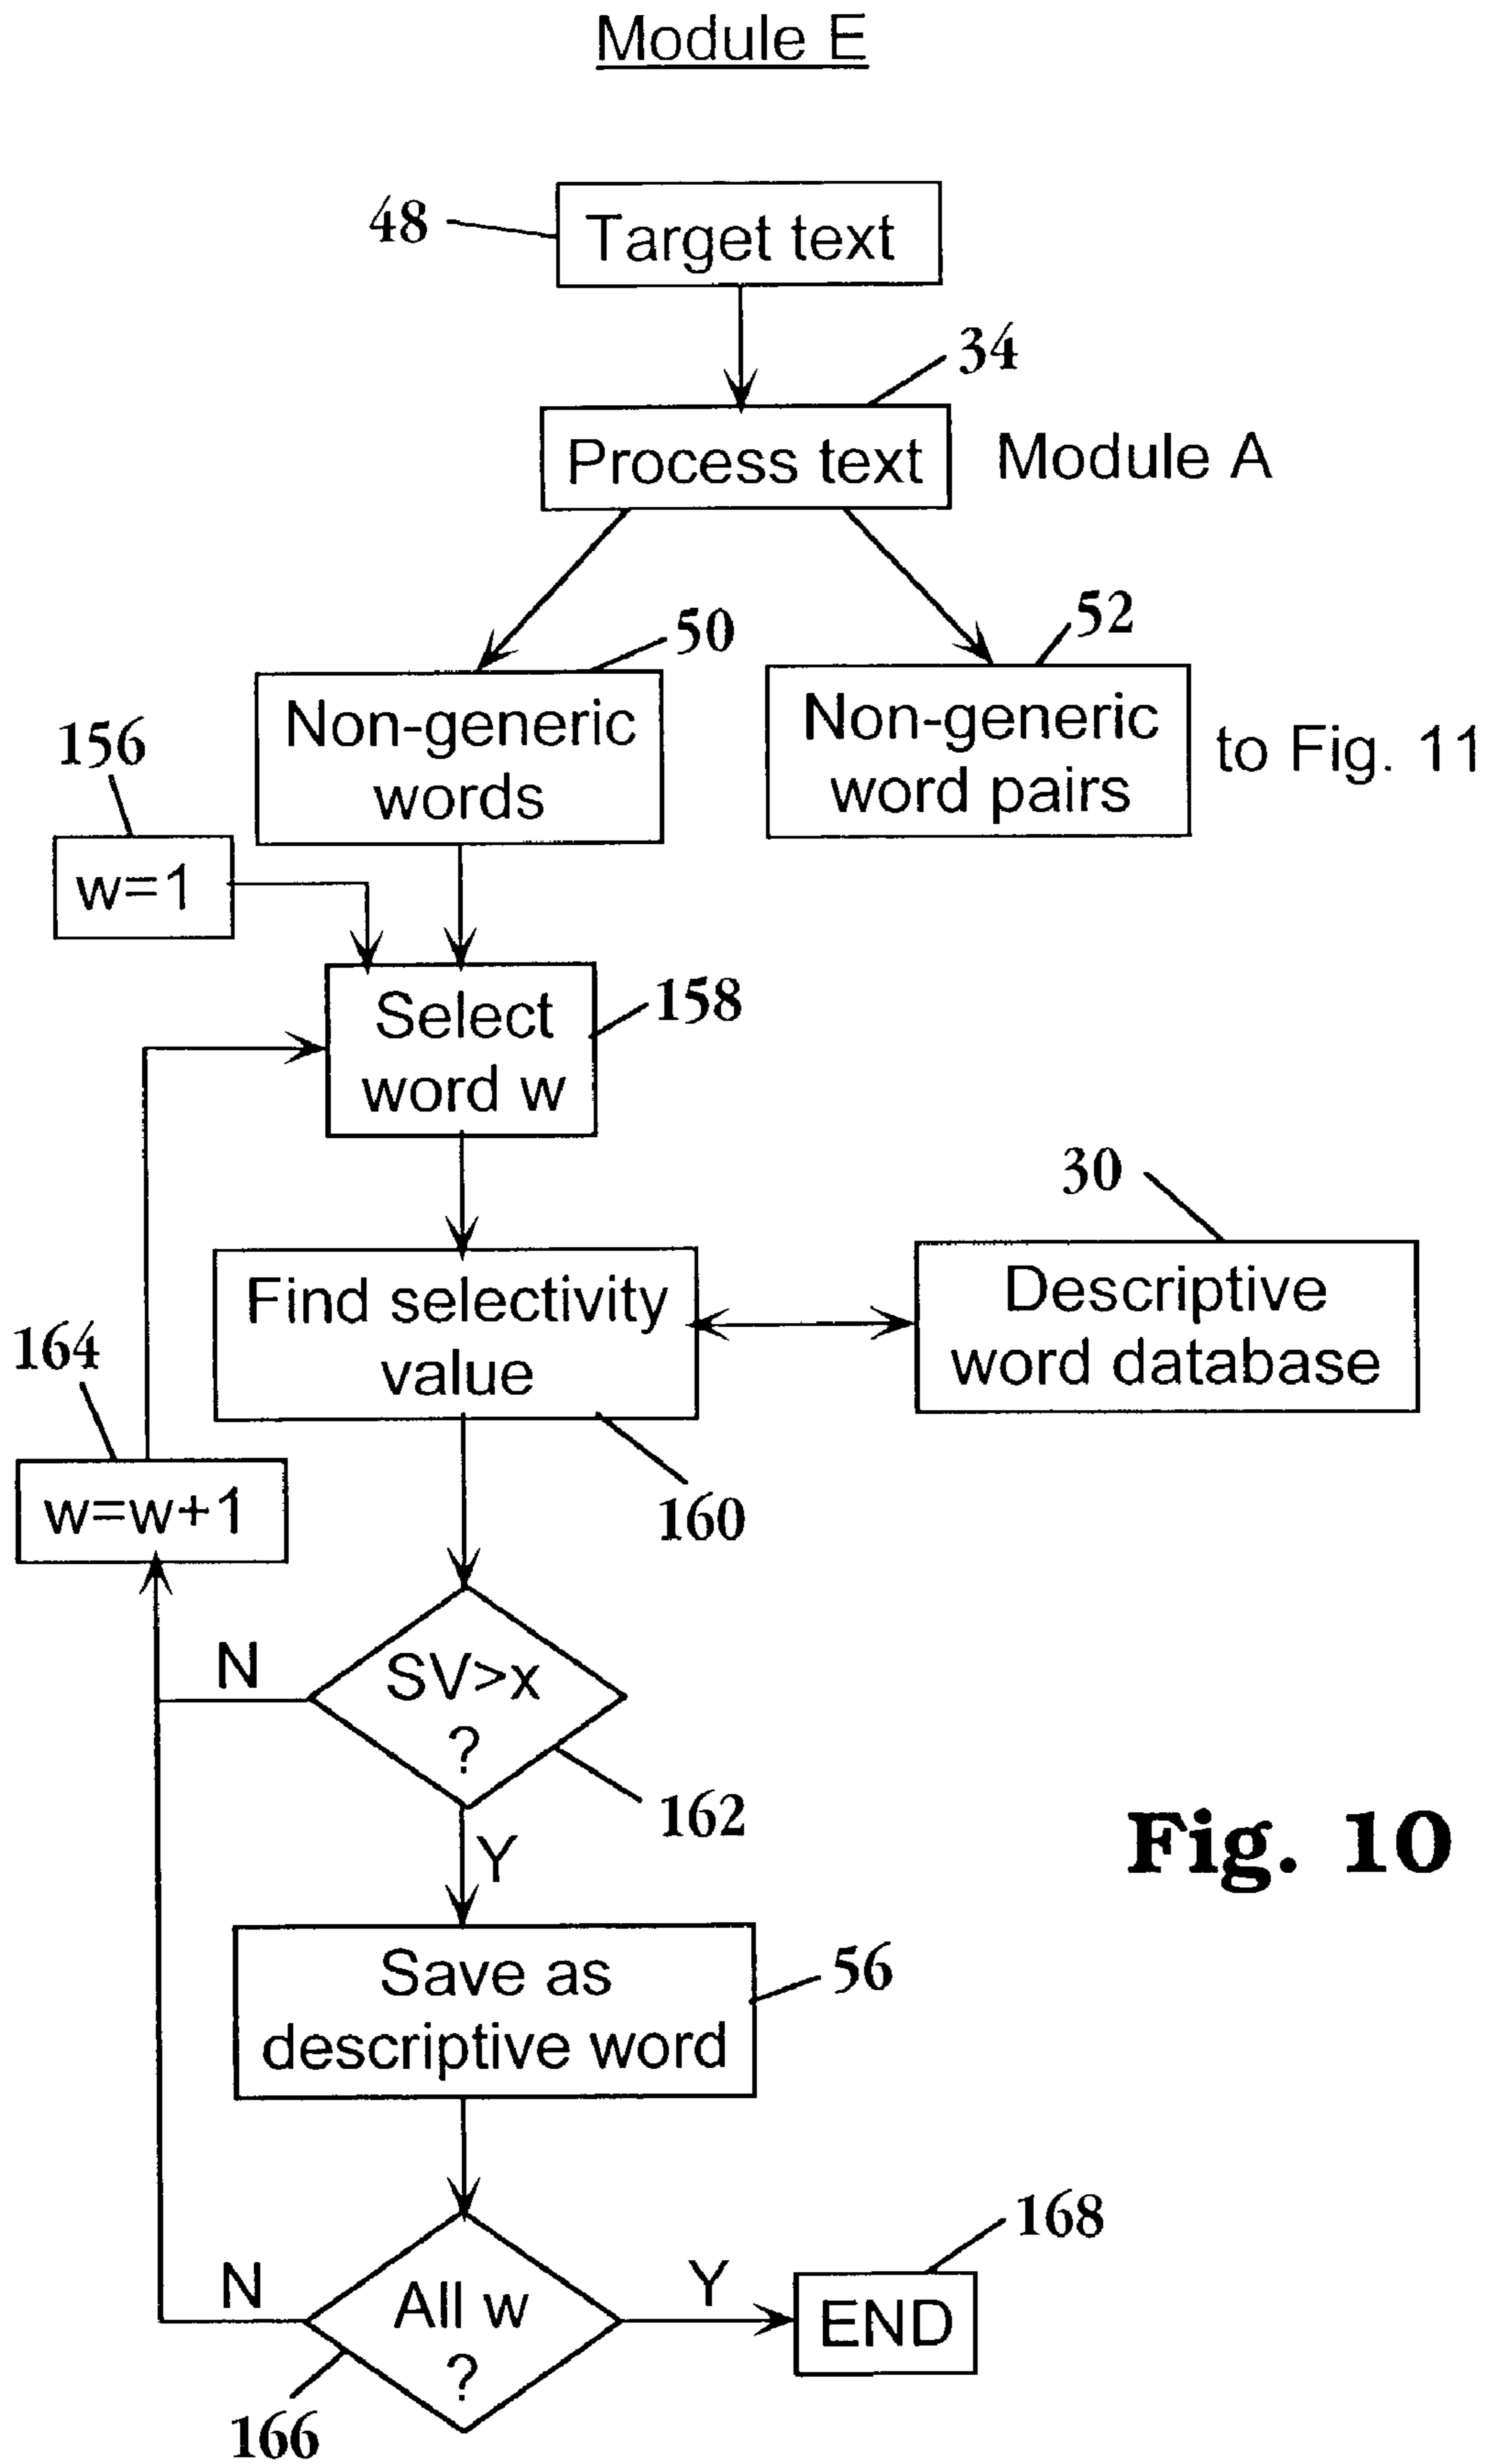 Module E
48
Target text
34
Process text
Module A
50
52
Non-generic
words
Non-generic
word pairs
to Fig. 11
156
w=1
Select
word w
158
30
Find selectivity
value
Descriptive
word database
164
w=w+1
160
N
SV>x
?
162
Y
Fig. 10
Save as
descriptive word
56
168
N
All w
?
Y
END
166